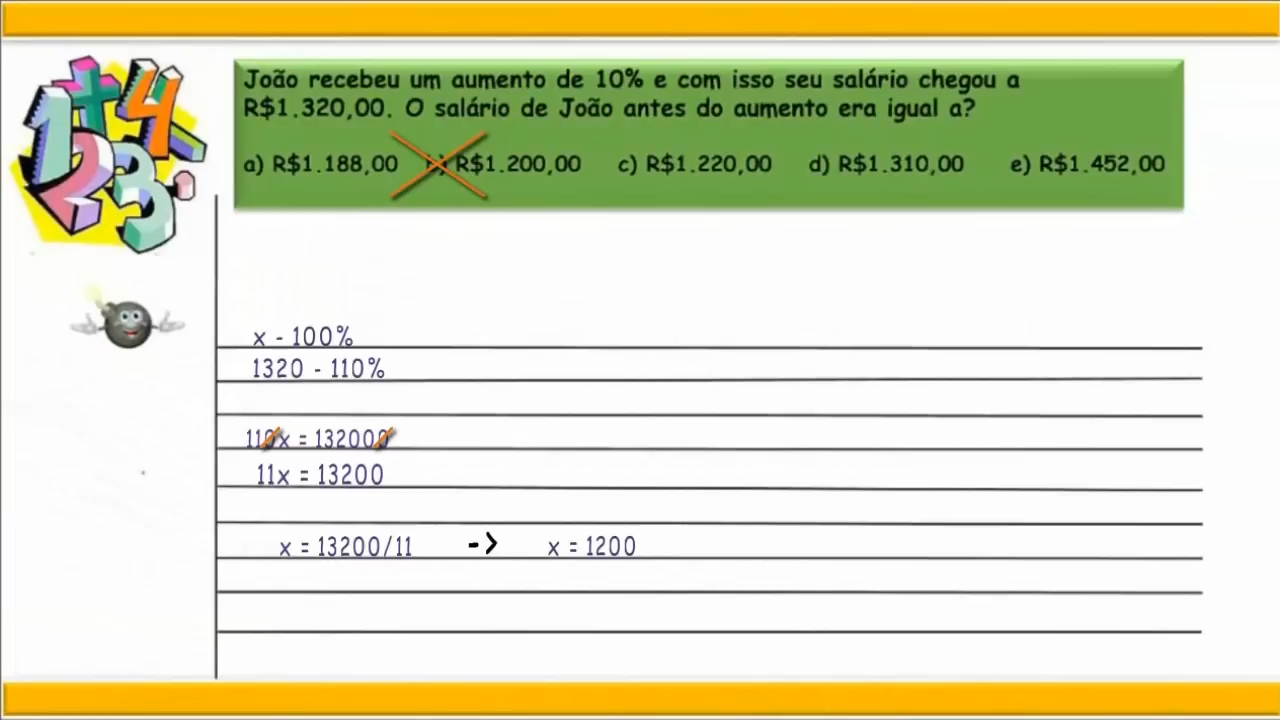 João recebeu um aumento de 10% e com isso seu salário chegou a
R$1.320,00. O salário de João antes do aumento era igual a?
a) R$1.188,00 b) R$1.200,00 c) R$1.220,00 d) R$1.310,00 e) R$1.452,00
x - 100%
1320 - 110%
110x = 132000
11x = 13200
x = 13200/11 -> x = 1200